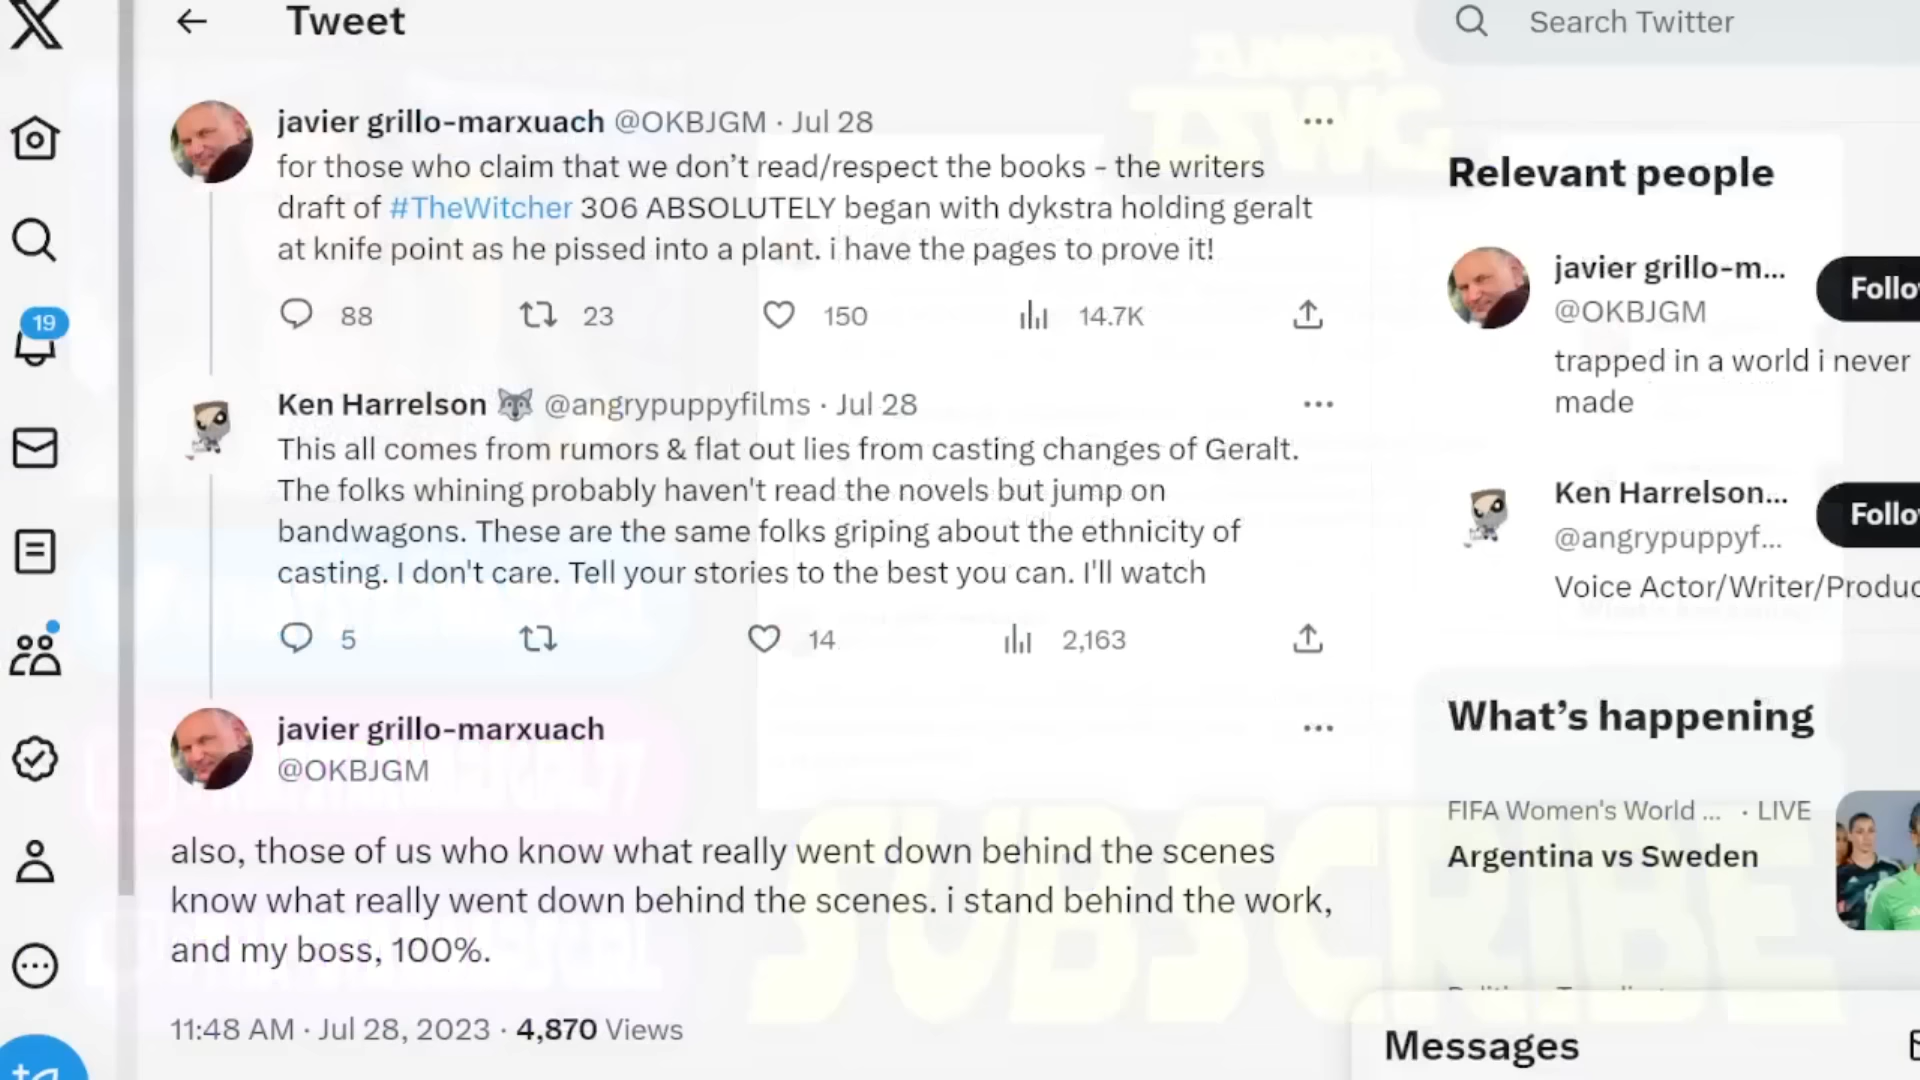 Tweet
Search Twitter
javier grillo-marxuach @OKBJGM · Jul 28
for those who claim that we don't read/respect the books - the writers
draft of #TheWitcher 306 ABSOLUTELY began with dykstra holding geralt
at knife point as he pissed into a plant. i have the pages to prove it!
88 23 150 14.7K
19
Ken Harrelson @angrypuppyfilms · Jul 28
This all comes from rumors & flat out lies from casting changes of Geralt.
The folks whining probably haven't read the novels but jump on
bandwagons. These are the same folks griping about the ethnicity of
casting. I don't care. Tell your stories to the best you can. I'll watch
5 14 2,163
javier grillo-marxuach
@OKBJGM
also, those of us who know what really went down behind the scenes
know what really went down behind the scenes. i stand behind the work,
and my boss, 100%.
11:48 AM · Jul 28, 2023 · 4,870 Views
Relevant people
javier grillo-m...
@OKBJGM
Follo
trapped in a world i never
made
Ken Harrelson...
@angrypuppyf...
Follo
Voice Actor/Writer/Produc
What's happening
FIFA Women's World ... · LIVE
Argentina vs Sweden
Messages
SUBSCRIBE